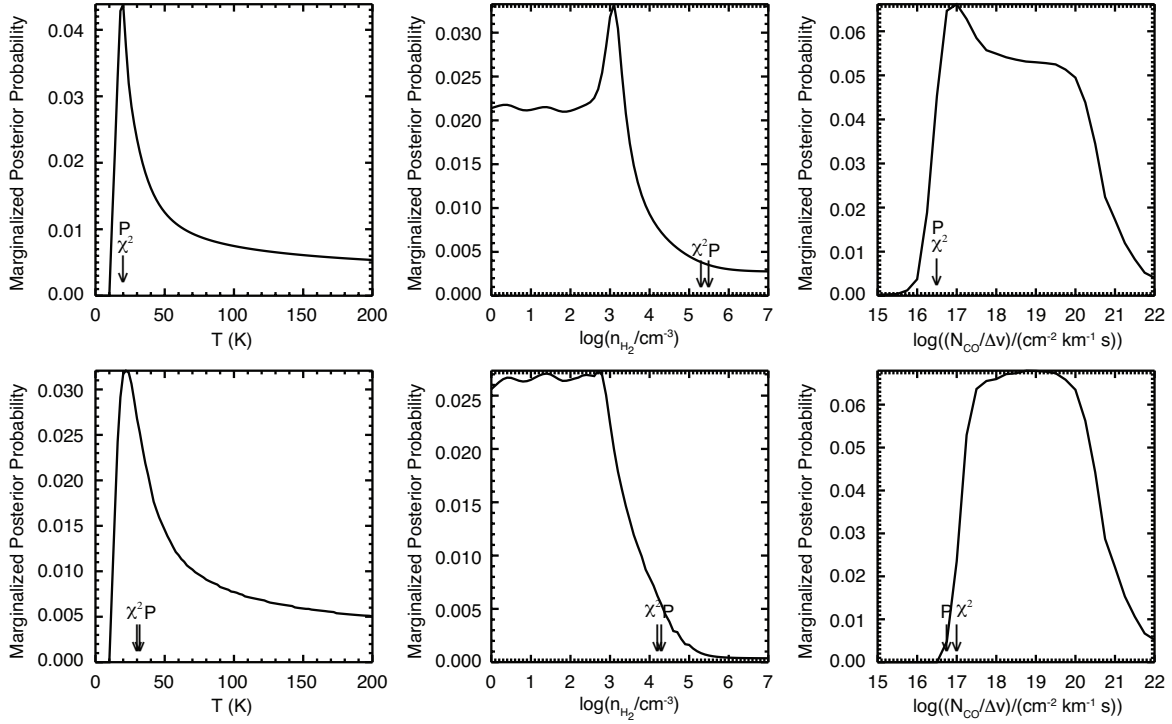 Marginalized Posterior Probability
0.04
0.03
0.02
0.01
0.00
P
χ²
0 50 100 150 200
T (K)
Marginalized Posterior Probability
0.030
0.025
0.020
0.015
0.010
0.005
0.000
χ² P
0 1 2 3 4 5 6 7
log(n_H₂/cm⁻³)
Marginalized Posterior Probability
0.06
0.05
0.04
0.03
0.02
0.01
0.00
P
χ²
15 16 17 18 19 20 21 22
log((N_CO/Δv)/(cm⁻² km⁻¹ s))
Marginalized Posterior Probability
0.030
0.025
0.020
0.015
0.010
0.005
0.000
χ² P
0 50 100 150 200
T (K)
Marginalized Posterior Probability
0.025
0.020
0.015
0.010
0.005
0.000
χ² P
0 1 2 3 4 5 6 7
log(n_H₂/cm⁻³)
Marginalized Posterior Probability
0.06
0.05
0.04
0.03
0.02
0.01
0.00
P χ²
15 16 17 18 19 20 21 22
log((N_CO/Δv)/(cm⁻² km⁻¹ s))